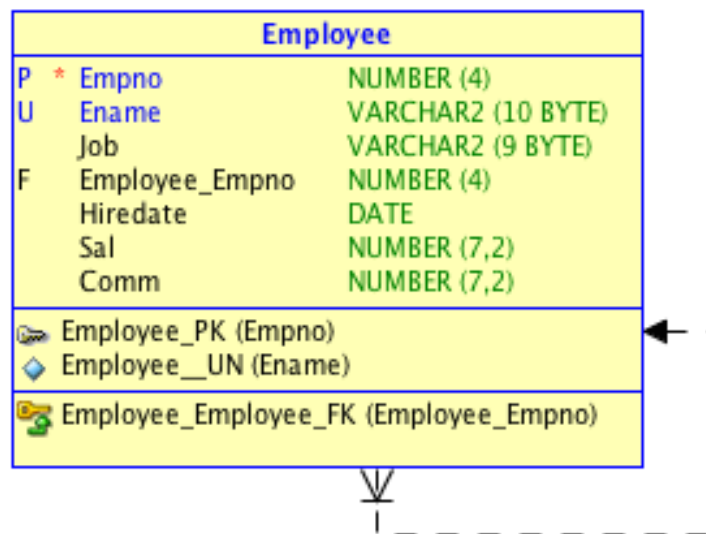 Employee
P * Empno NUMBER (4)
U Ename VARCHAR2 (10 BYTE)
Job VARCHAR2 (9 BYTE)
F Employee_Empno NUMBER (4)
Hiredate DATE
Sal NUMBER (7,2)
Comm NUMBER (7,2)
Employee_PK (Empno)
Employee__UN (Ename)
Employee_Employee_FK (Employee_Empno)